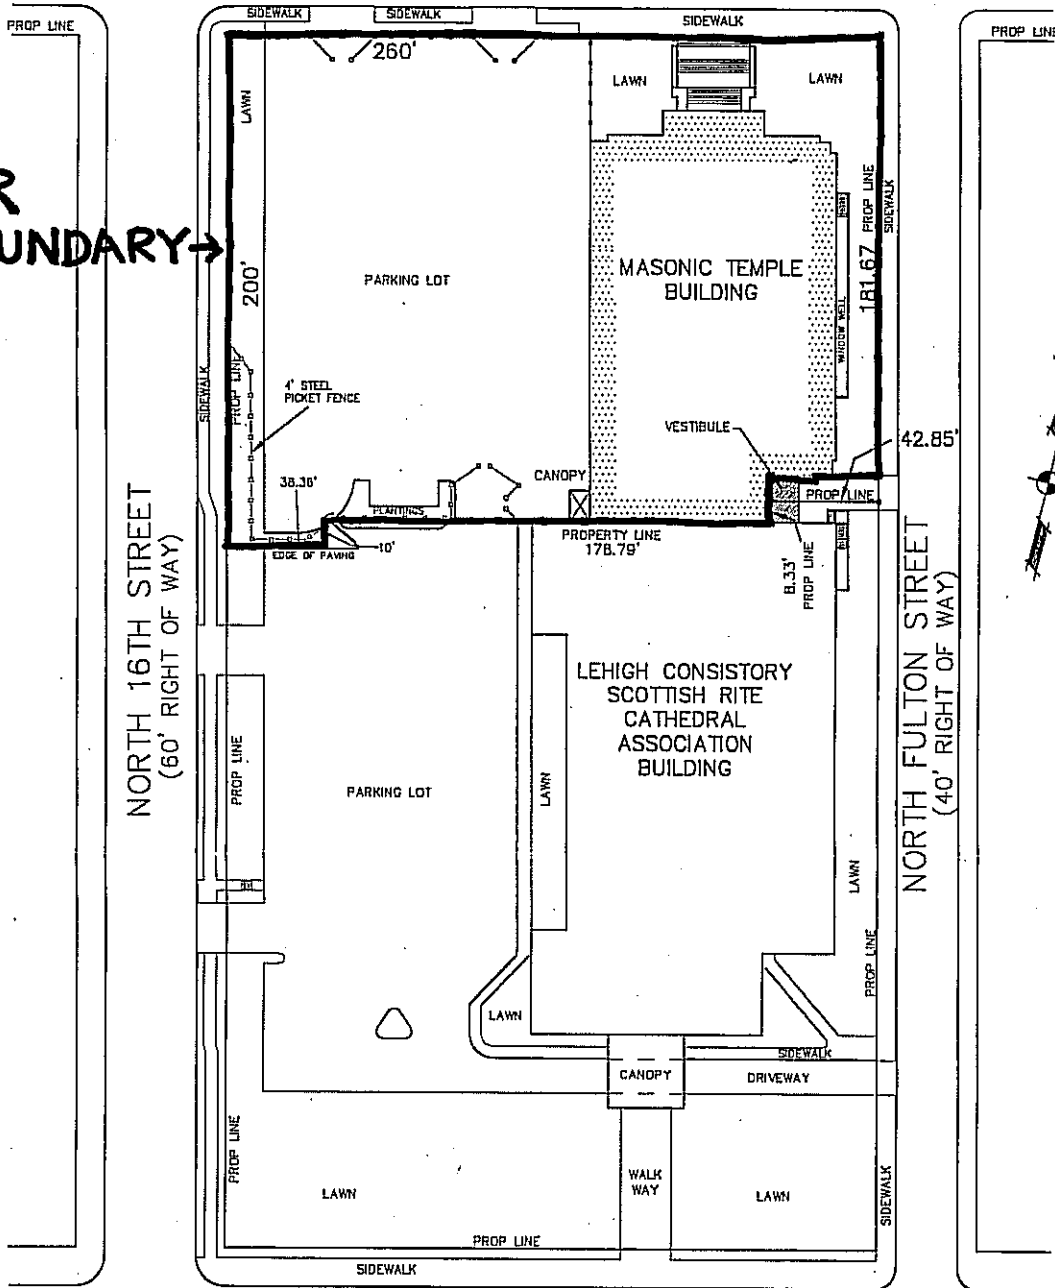 PROP LINE
SIDEWALK
SIDEWALK
SIDEWALK
PROP LINE
260'
LAWN
LAWN
LAWN
R
UNDARY→
200'
PARKING LOT
MASONIC TEMPLE
BUILDING
PROP LINE
181.67
SIDEWALK
WINDOW WELL
SIDEWALK
PROP LINE
4' STEEL
PICKET FENCE
VESTIBULE
42.85'
38.38'
CANOPY
PLANTINGS
PROP LINE
EDGE OF PAVING
10'
PROPERTY LINE
178.79'
8.33'
PROP LINE
NORTH 16TH STREET
(60' RIGHT OF WAY)
NORTH FULTON STREET
(40' RIGHT OF WAY)
LEHIGH CONSISTORY
SCOTTISH RITE
CATHEDRAL
ASSOCIATION
BUILDING
PROP LINE
PARKING LOT
LAWN
LAWN
PROP LINE
LAWN
SIDEWALK
CANOPY
DRIVEWAY
PROP LINE
LAWN
WALK
WAY
LAWN
SIDEWALK
PROP LINE
SIDEWALK